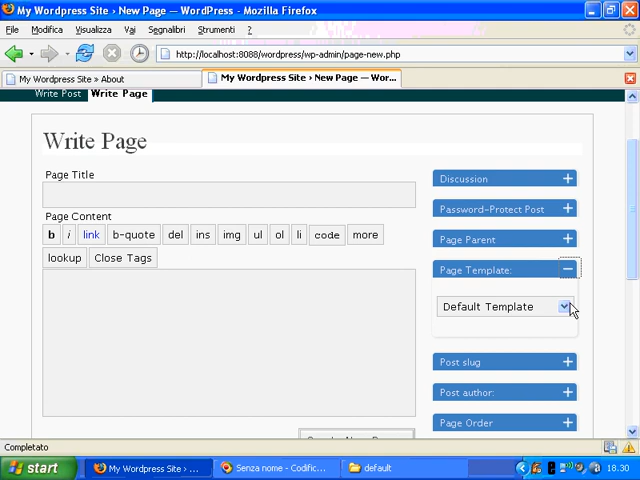 My Wordpress Site › New Page — WordPress - Mozilla Firefox
File Modifica Visualizza Vai Segnalibri Strumenti ?
http://localhost:8088/wordpress/wp-admin/page-new.php
My Wordpress Site » About
My Wordpress Site › New Page — Wor...
Write Post Write Page
Write Page
Page Title
Page Content
b i link b-quote del ins img ul ol li code more
lookup Close Tags
Discussion
Password-Protect Post
Page Parent
Page Template:
Default Template
Post slug
Post author:
Page Order
Completato
start
My Wordpress Site › ...
Senza nome - Codific...
default
18.30